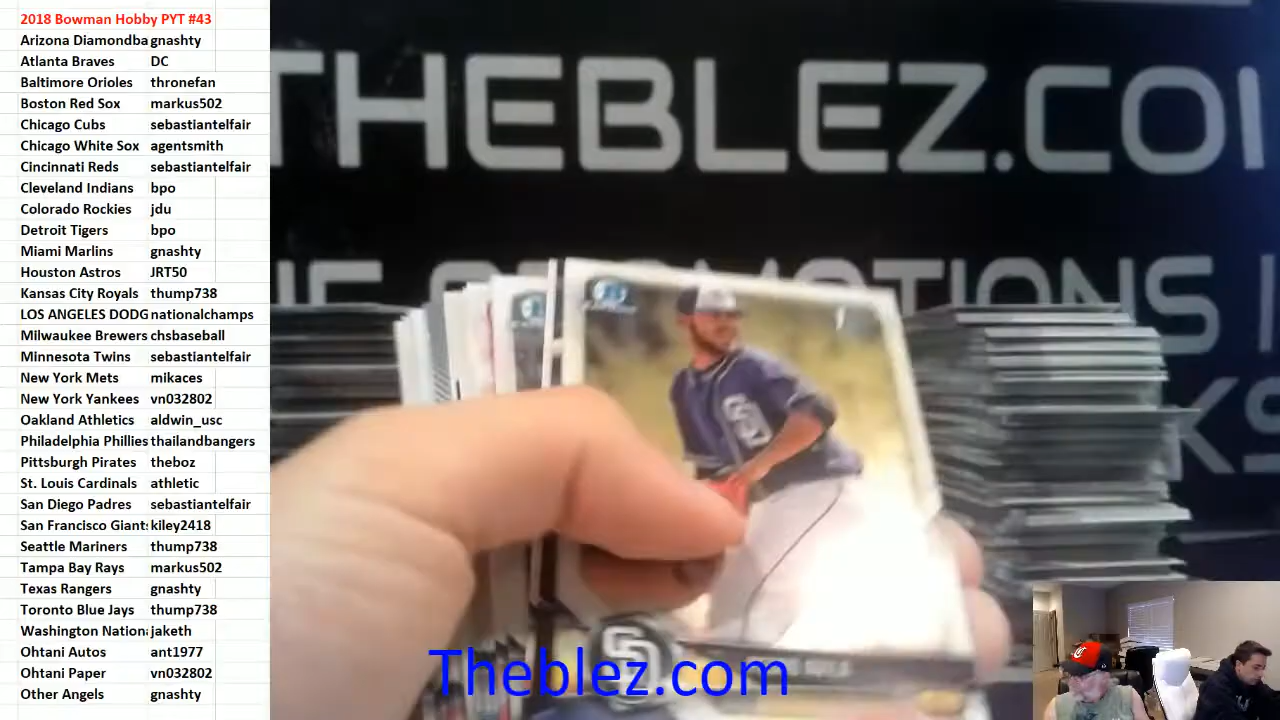 2018 Bowman Hobby PYT #43
Arizona Diamondba gnashty
Atlanta Braves DC
Baltimore Orioles thronefan
Boston Red Sox markus502
Chicago Cubs sebastiantelfair
Chicago White Sox agentsmith
Cincinnati Reds sebastiantelfair
Cleveland Indians bpo
Colorado Rockies jdu
Detroit Tigers bpo
Miami Marlins gnashty
Houston Astros JRT50
Kansas City Royals thump738
LOS ANGELES DODG nationalchamps
Milwaukee Brewers chsbaseball
Minnesota Twins sebastiantelfair
New York Mets mikaces
New York Yankees vn032802
Oakland Athletics aldwin_usc
Philadelphia Phillies thailandbangers
Pittsburgh Pirates theboz
St. Louis Cardinals athletic
San Diego Padres sebastiantelfair
San Francisco Giants kiley2418
Seattle Mariners thump738
Tampa Bay Rays markus502
Texas Rangers gnashty
Toronto Blue Jays thump738
Washington Nation jaketh
Ohtani Autos ant1977
Ohtani Paper vn032802
Other Angels gnashty
THEBLEZ.CO
SD
SD
Theblez.com